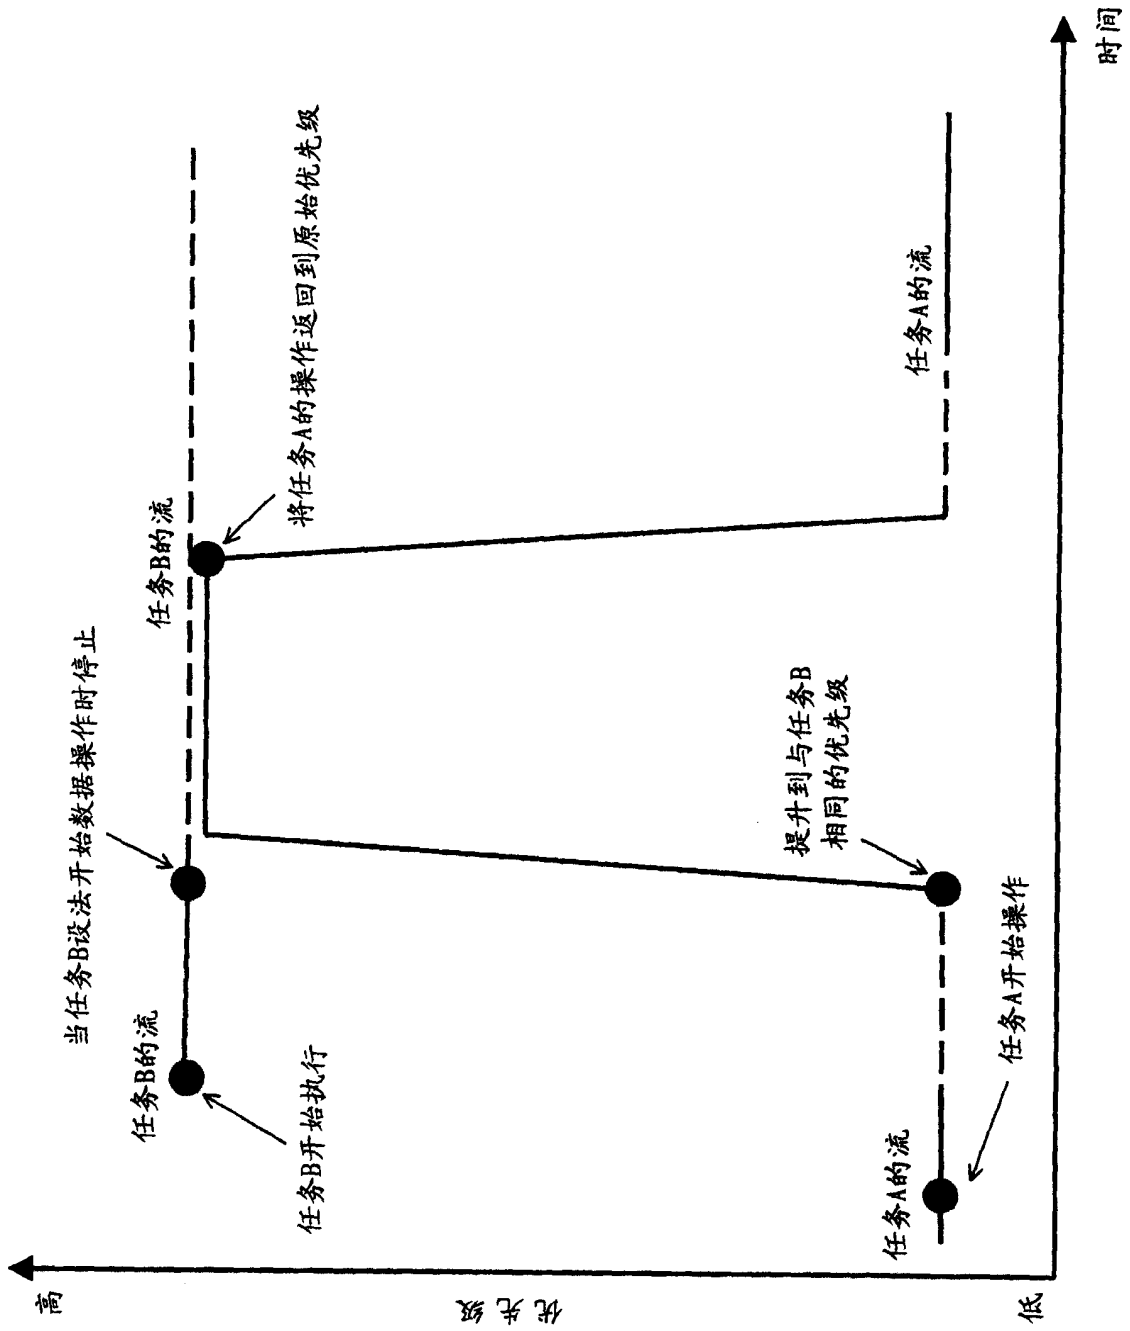 高
优先级
低
时间
当任务B设法开始数据操作时停止
任务B的流
任务B的流
任务B开始执行
将任务A的操作返回到原始优先级
提升到与任务B
相同的优先级
任务A的流
任务A的流
任务A开始操作